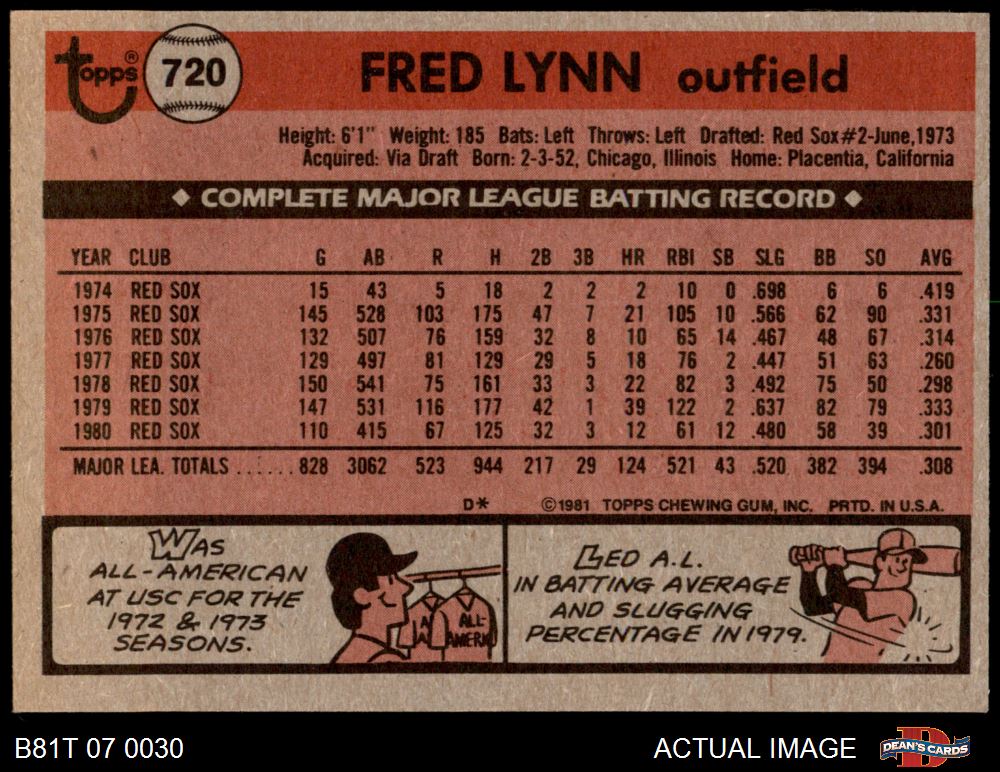 topps® 720 FRED LYNN outfield
Height: 6'1" Weight: 185 Bats: Left Throws: Left Drafted: Red Sox #2-June, 1973
Acquired: Via Draft Born: 2-3-52, Chicago, Illinois Home: Placentia, California
◆ COMPLETE MAJOR LEAGUE BATTING RECORD ◆
YEAR CLUB G AB R H 2B 3B HR RBI SB SLG BB SO AVG
1974 RED SOX 15 43 5 18 2 2 2 10 0 .698 6 6 .419
1975 RED SOX 145 528 103 175 47 7 21 105 10 .566 62 90 .331
1976 RED SOX 132 507 76 159 32 8 10 65 14 .467 48 67 .314
1977 RED SOX 129 497 81 129 29 5 18 76 2 .447 51 63 .260
1978 RED SOX 150 541 75 161 33 3 22 82 3 .492 75 50 .298
1979 RED SOX 147 531 116 177 42 1 39 122 2 .637 82 79 .333
1980 RED SOX 110 415 67 125 32 3 12 61 12 .480 58 39 .301
MAJOR LEA. TOTALS ....... 828 3062 523 944 217 29 124 521 43 .520 382 394 .308
D* ©1981 TOPPS CHEWING GUM, INC. PRTD. IN U.S.A.
WAS
ALL-AMERICAN
AT USC FOR THE
1972 & 1973
SEASONS.
A
A
ALL-
AMERIC
LED A.L.
IN BATTING AVERAGE
AND SLUGGING
PERCENTAGE IN 1979.
B81T 07 0030 ACTUAL IMAGE D DEAN'S CARDS